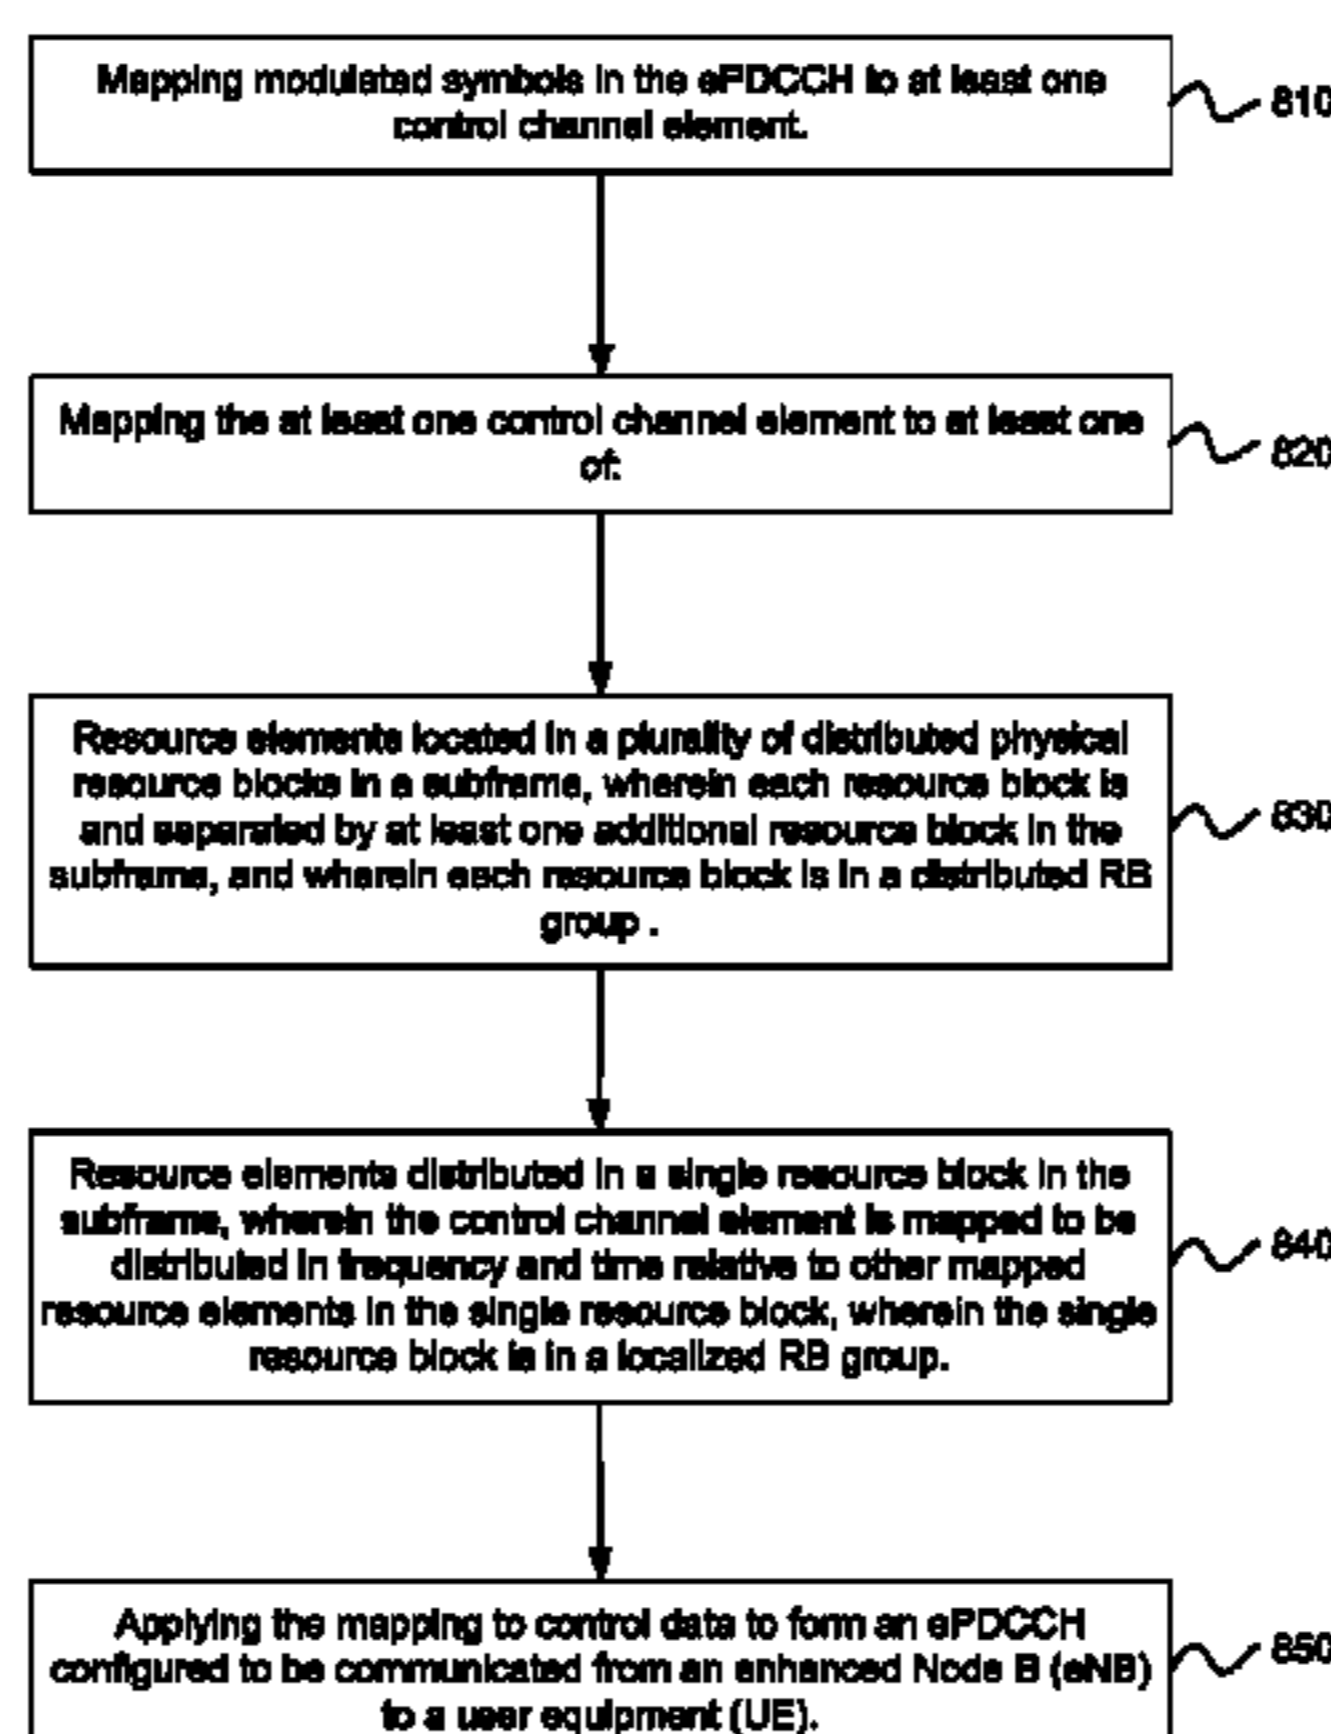 Mapping modulated symbols in the ePDCCH to at least one
control channel element.
810
Mapping the at least one control channel element to at least one
of:
820
Resource elements located in a plurality of distributed physical
resource blocks in a subframe, wherein each resource block is
and separated by at least one additional resource block in the
subframe, and wherein each resource block is in a distributed RB
group .
830
Resource elements distributed in a single resource block in the
subframe, wherein the control channel element is mapped to be
distributed in frequency and time relative to other mapped
resource elements in the single resource block, wherein the single
resource block is in a localized RB group.
840
Applying the mapping to control data to form an ePDCCH
configured to be communicated from an enhanced Node B (eNB)
to a user equipment (UE).
850